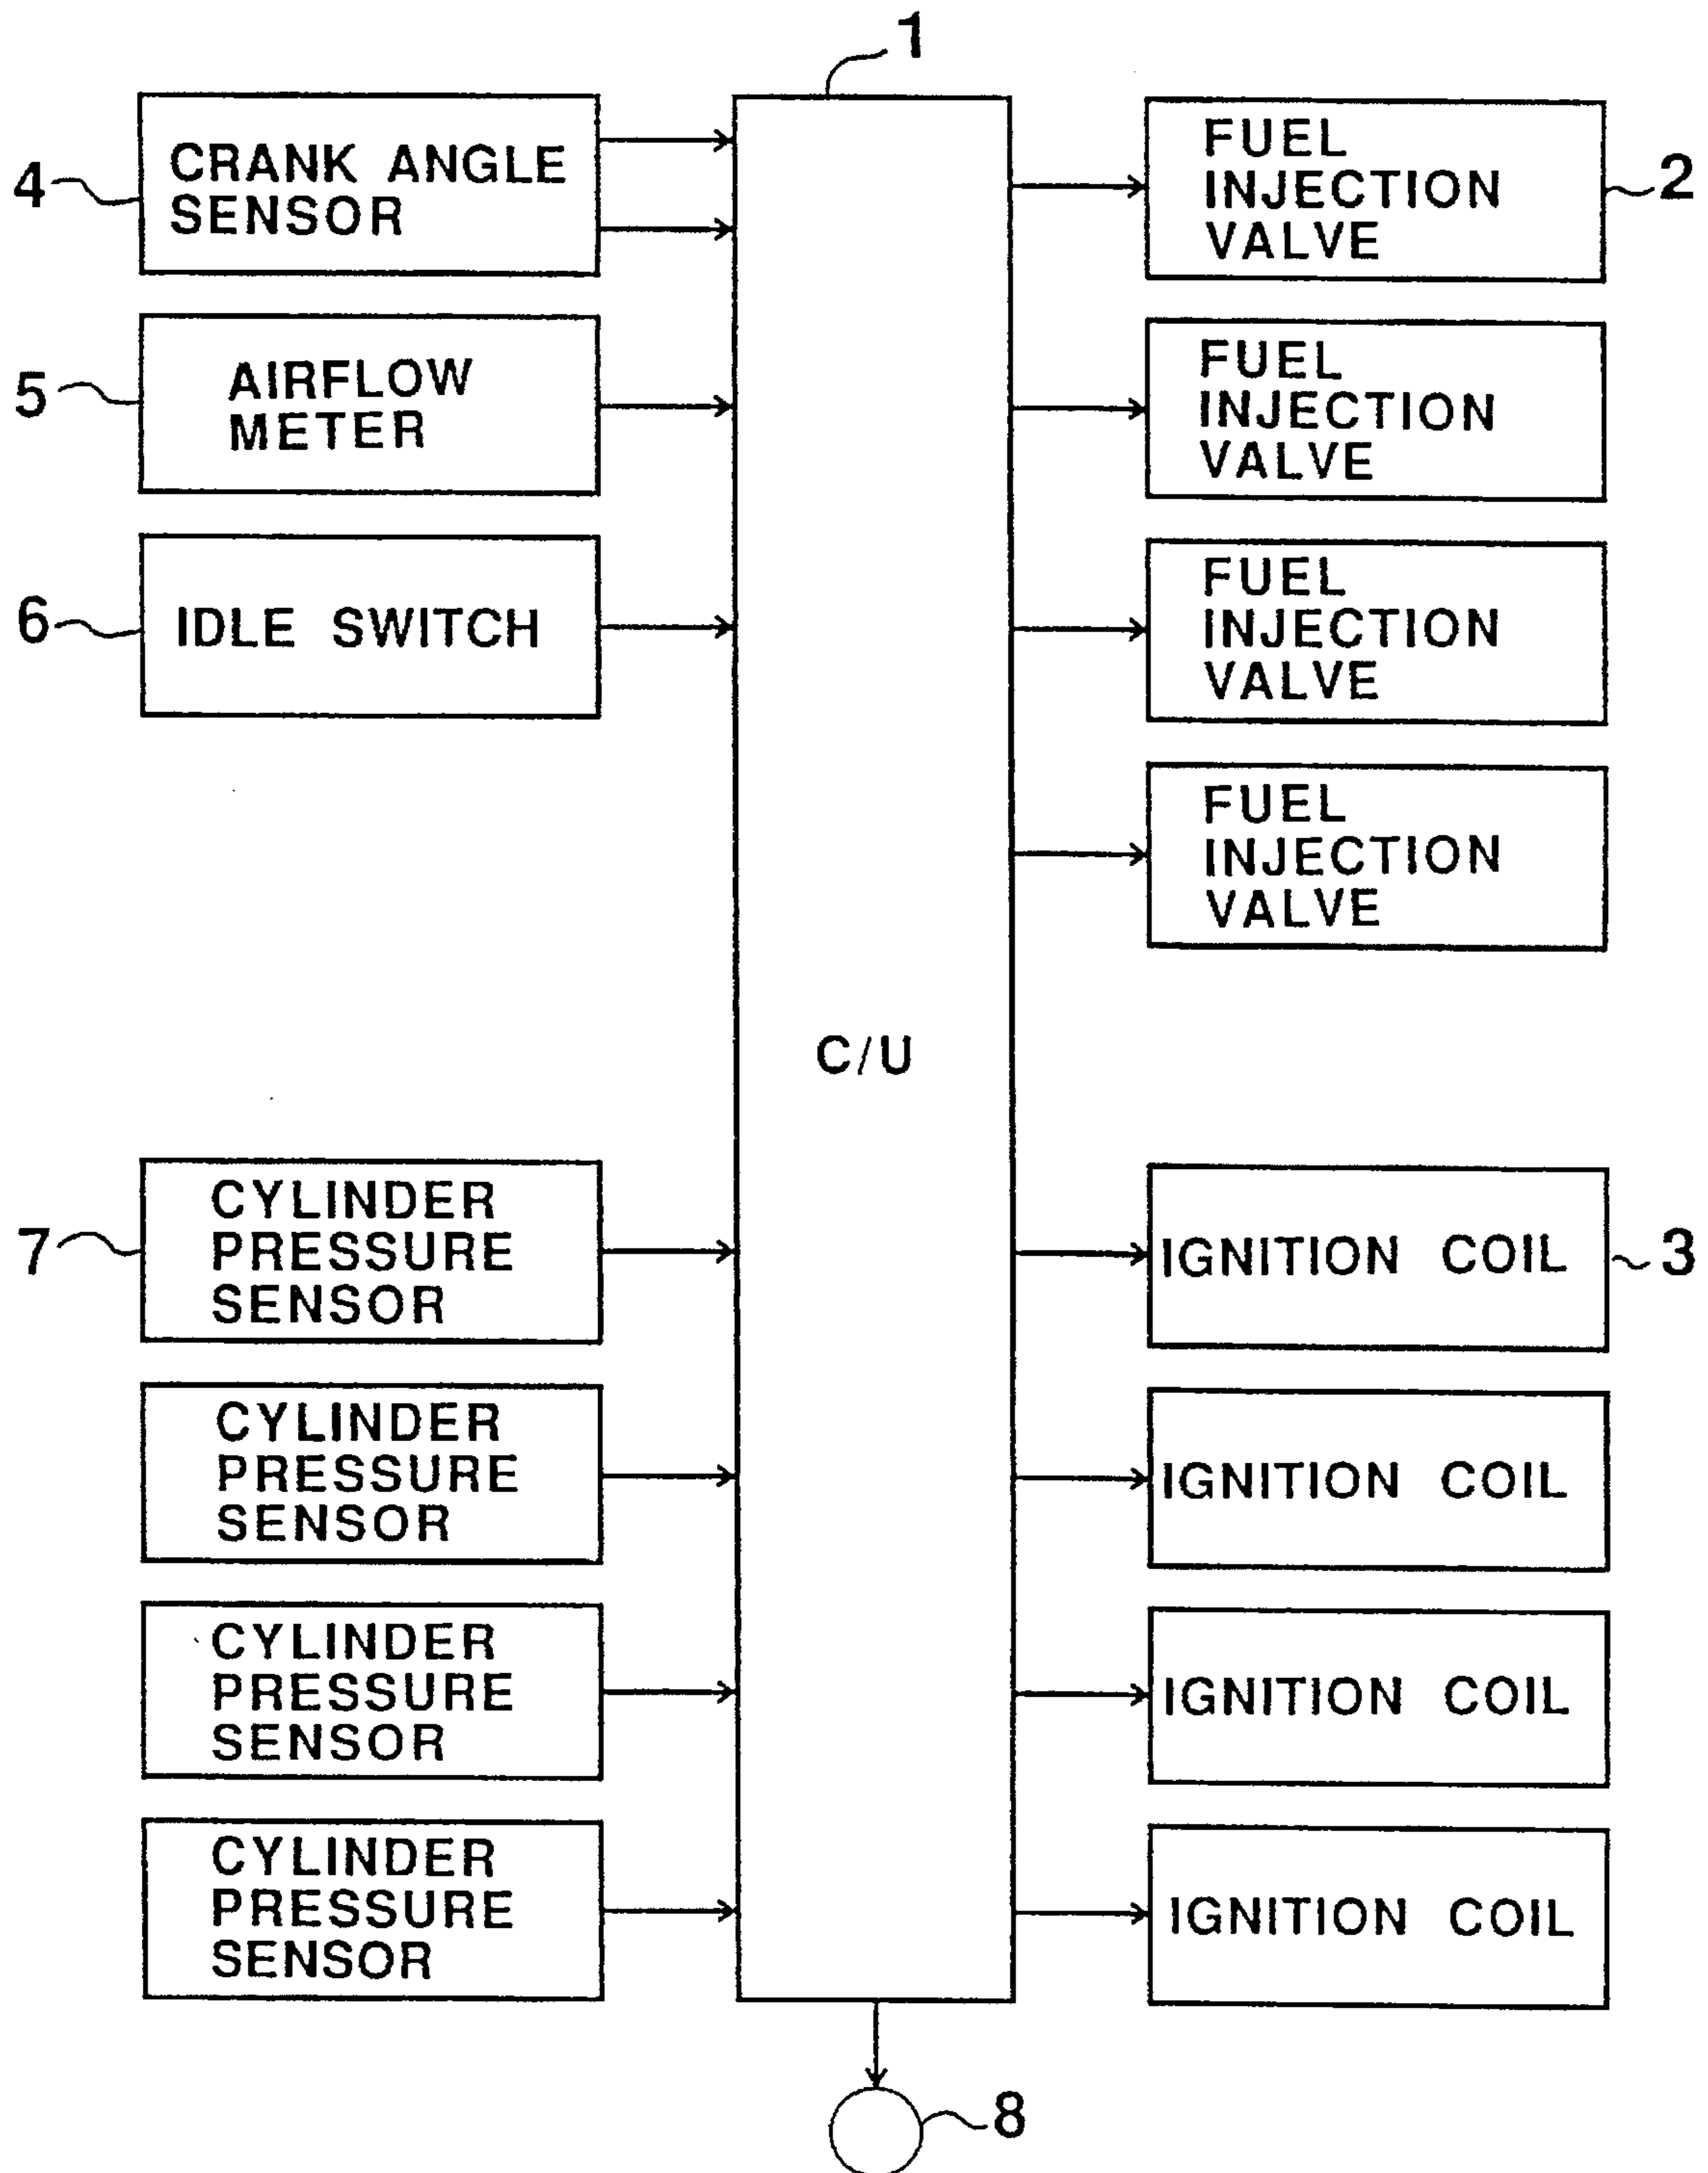 1
4
CRANK ANGLE
SENSOR
5
AIRFLOW
METER
6
IDLE SWITCH
7
CYLINDER
PRESSURE
SENSOR
CYLINDER
PRESSURE
SENSOR
CYLINDER
PRESSURE
SENSOR
CYLINDER
PRESSURE
SENSOR
C/U
FUEL
INJECTION
VALVE
2
FUEL
INJECTION
VALVE
FUEL
INJECTION
VALVE
FUEL
INJECTION
VALVE
IGNITION COIL
3
IGNITION COIL
IGNITION COIL
IGNITION COIL
8